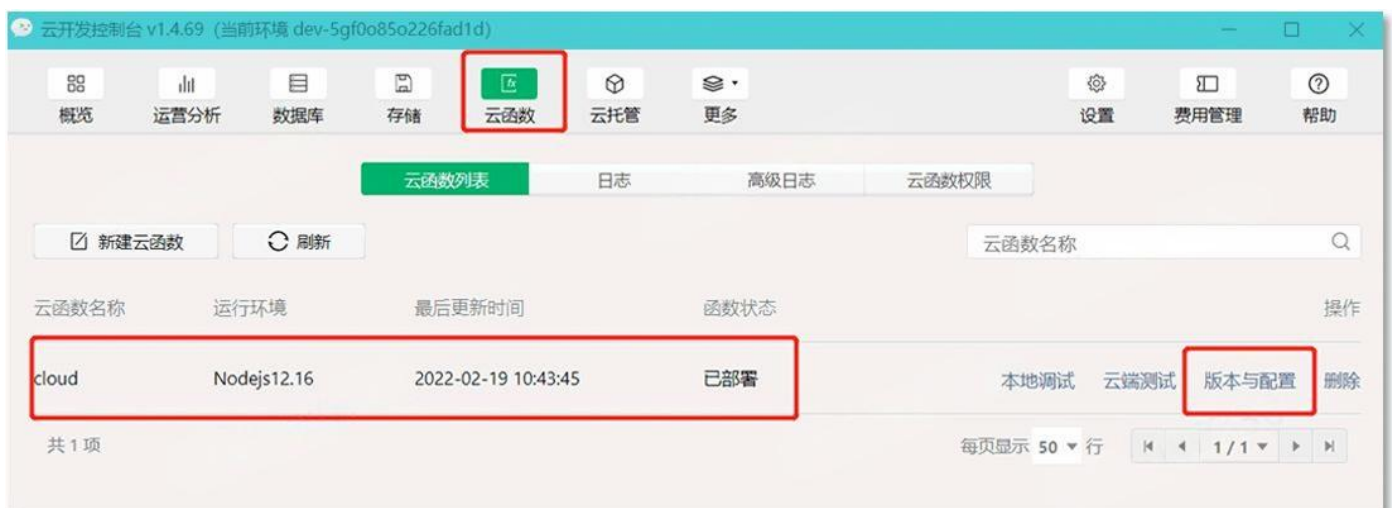 云开发控制台 v1.4.69 (当前环境 dev-5gf0o85o226fad1d)
概览 运营分析 数据库 存储 云函数 云托管 更多 设置 费用管理 帮助
云函数列表 日志 高级日志 云函数权限
新建云函数 刷新 云函数名称
云函数名称 运行环境 最后更新时间 函数状态 操作
cloud Nodejs12.16 2022-02-19 10:43:45 已部署 本地调试 云端测试 版本与配置 删除
共 1 项 每页显示 50 行 1 / 1